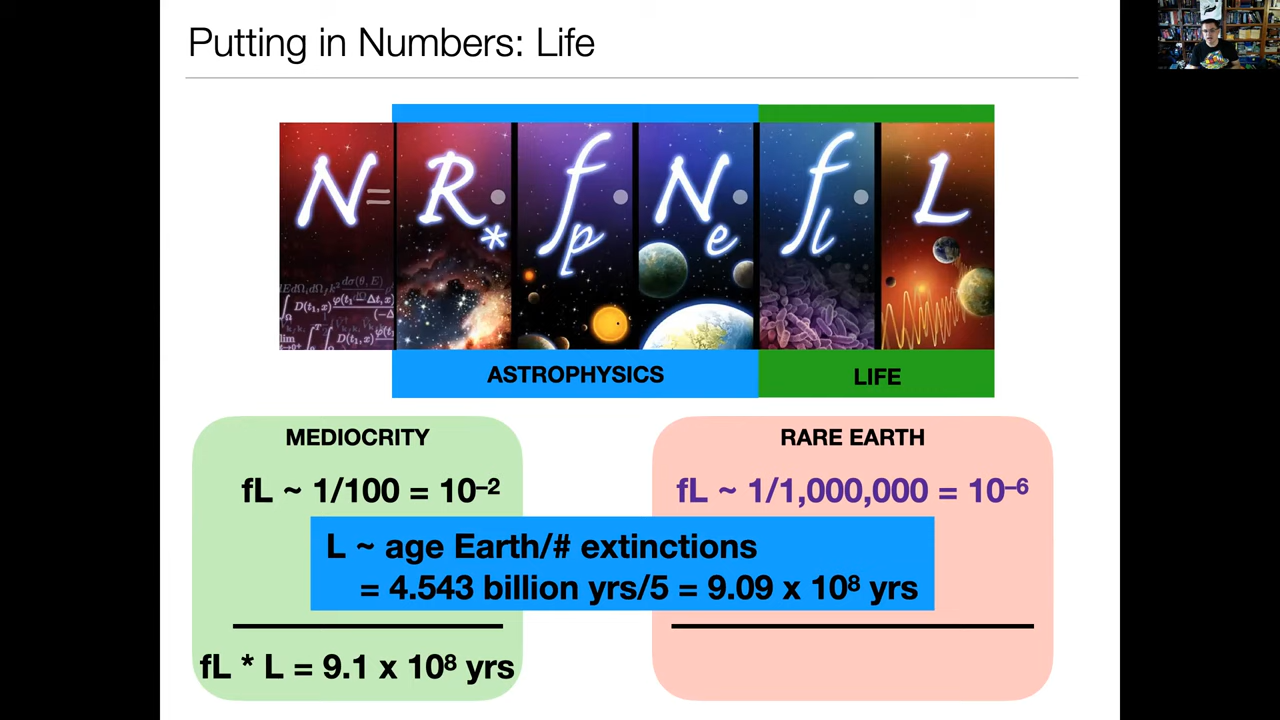 Putting in Numbers: Life
N = R* • fp • Ne • fl • L
ASTROPHYSICS
LIFE
MEDIOCRITY
fL ~ 1/100 = 10⁻²
RARE EARTH
fL ~ 1/1,000,000 = 10⁻⁶
L ~ age Earth/# extinctions
= 4.543 billion yrs/5 = 9.09 x 10⁸ yrs
fL * L = 9.1 x 10⁸ yrs